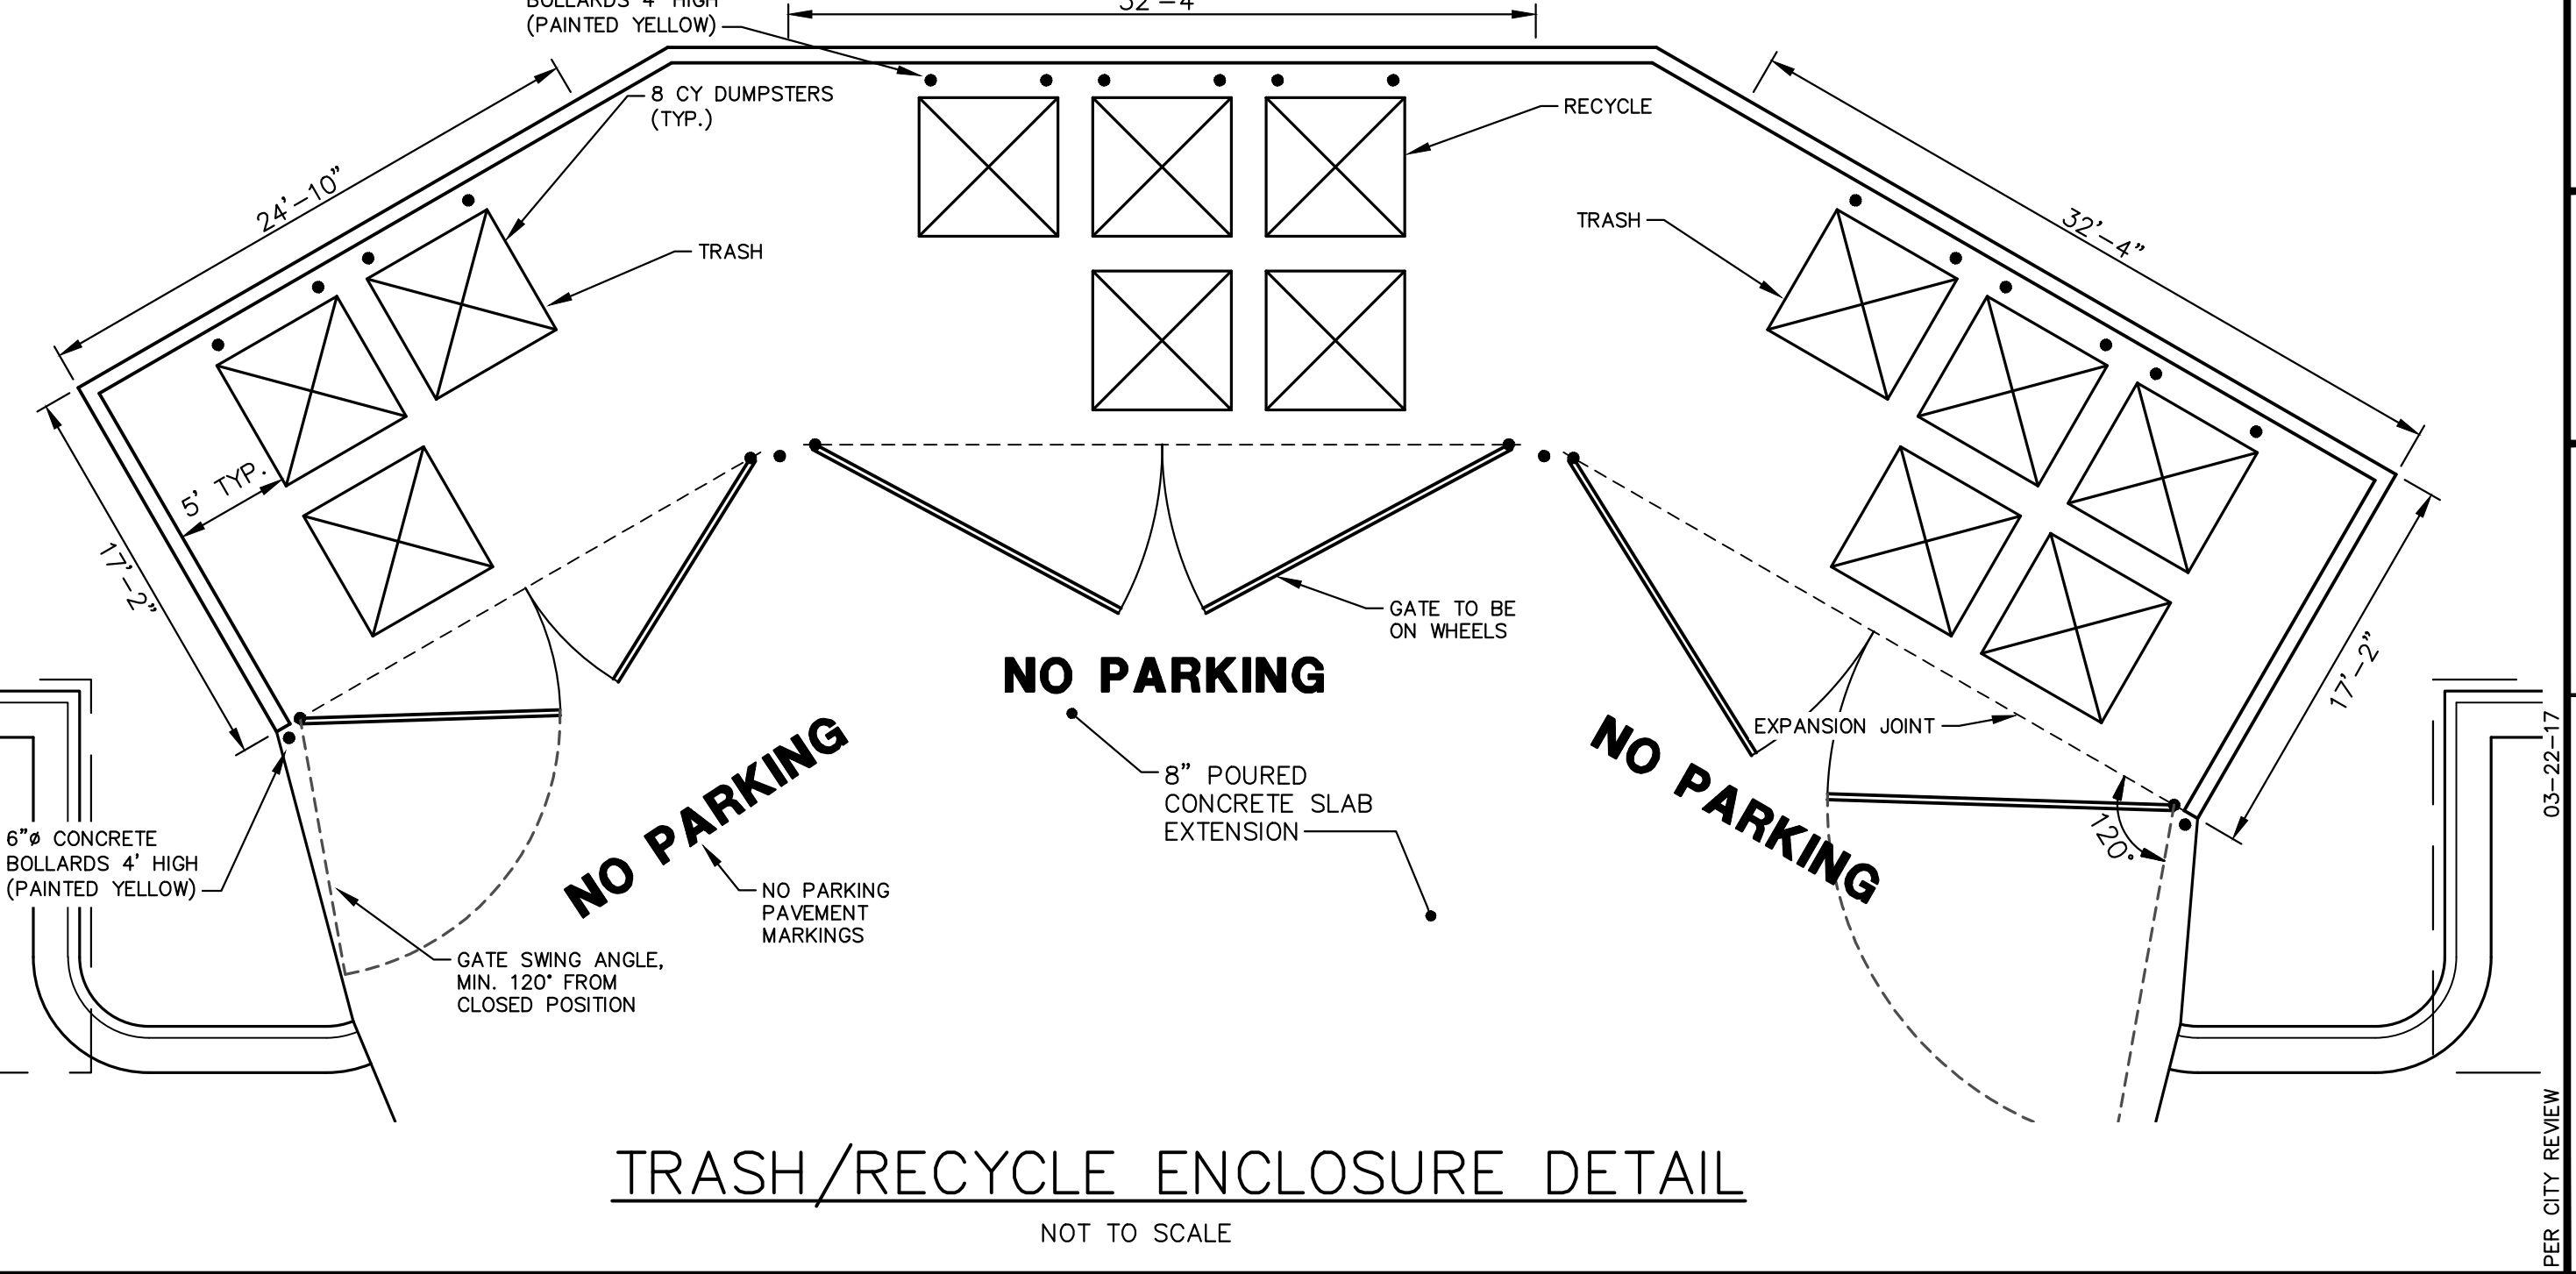 BOLLARDS 4' HIGH
(PAINTED YELLOW)
32'-4"
8 CY DUMPSTERS
(TYP.)
RECYCLE
24'-10"
TRASH
TRASH
32'-4"
5' TYP.
17'-2"
GATE TO BE
ON WHEELS
NO PARKING
17'-2"
EXPANSION JOINT
NO PARKING
NO PARKING
8" POURED
CONCRETE SLAB
EXTENSION
120°
6"ø CONCRETE
BOLLARDS 4' HIGH
(PAINTED YELLOW)
NO PARKING
PAVEMENT
MARKINGS
GATE SWING ANGLE,
MIN. 120° FROM
CLOSED POSITION
03-22-17
PER CITY REVIEW
TRASH/RECYCLE ENCLOSURE DETAIL
NOT TO SCALE